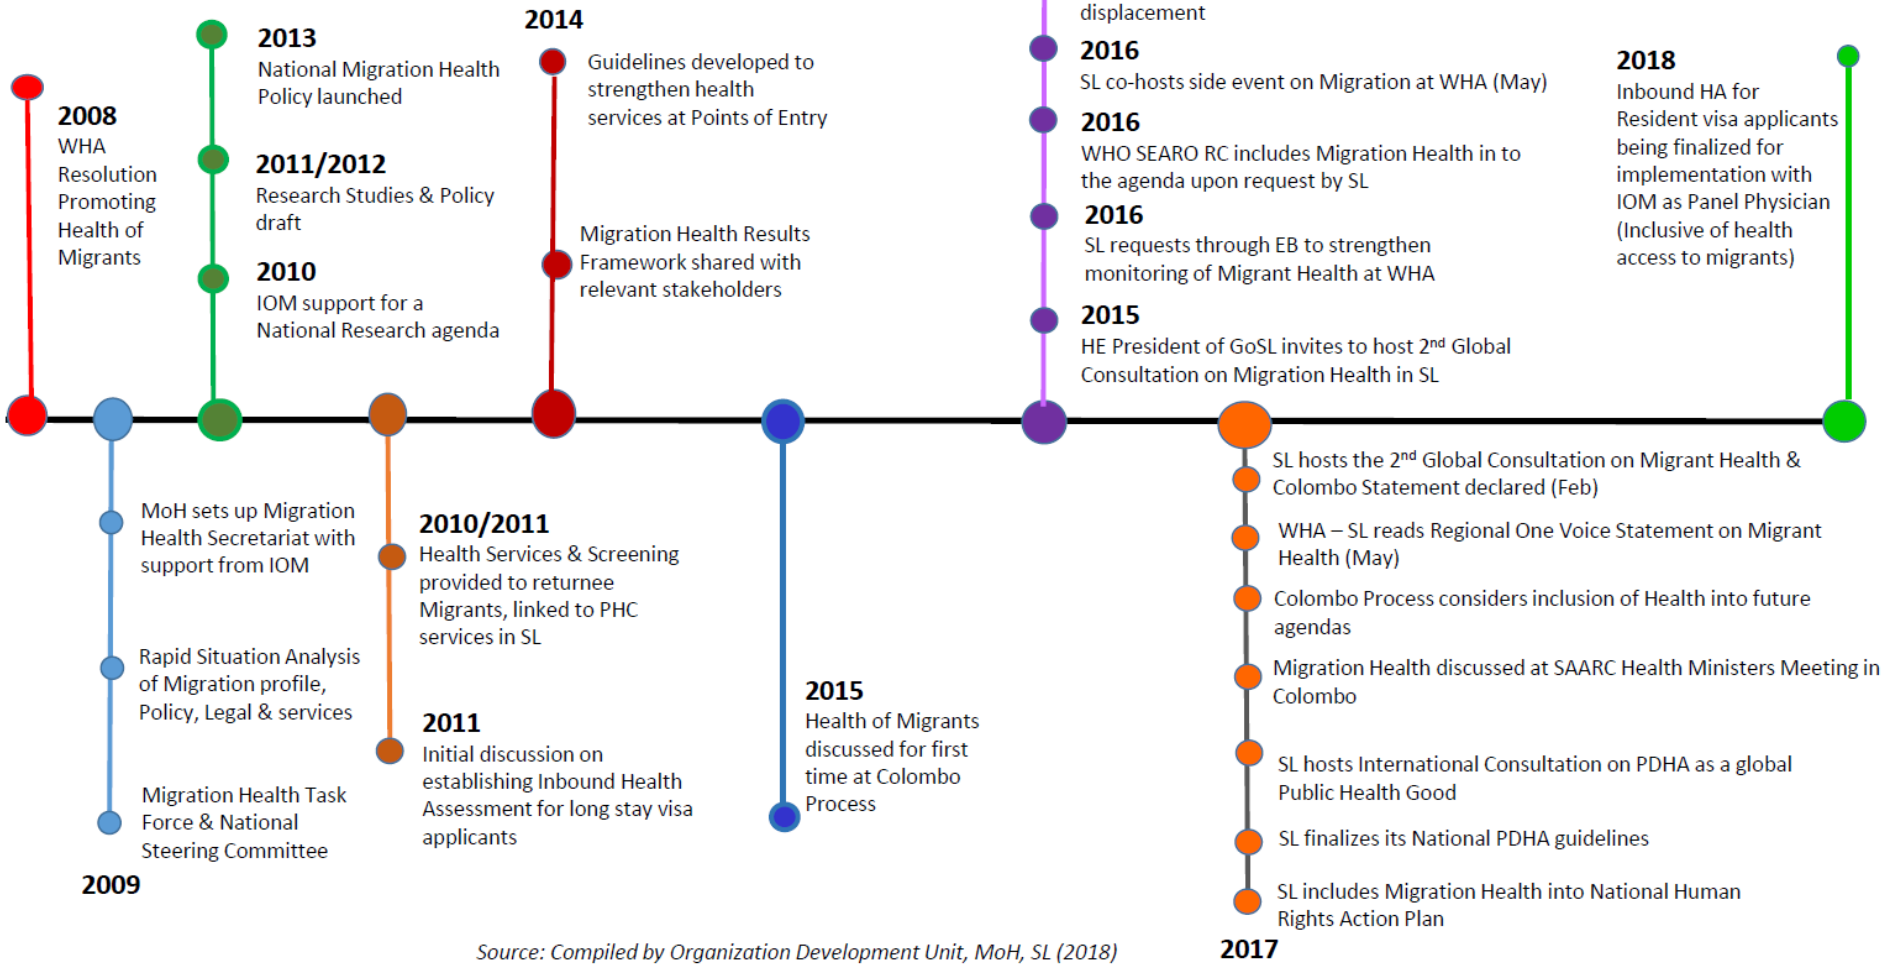 2008
WHA
Resolution
Promoting
Health of
Migrants
2013
National Migration Health
Policy launched
2011/2012
Research Studies & Policy
draft
2010
IOM support for a
National Research agenda
2014
Guidelines developed to
strengthen health
services at Points of Entry
Migration Health Results
Framework shared with
relevant stakeholders
displacement
2016
SL co-hosts side event on Migration at WHA (May)
2016
WHO SEARO RC includes Migration Health in to
the agenda upon request by SL
2016
SL requests through EB to strengthen
monitoring of Migrant Health at WHA
2015
HE President of GoSL invites to host 2nd Global
Consultation on Migration Health in SL
2018
Inbound HA for
Resident visa applicants
being finalized for
implementation with
IOM as Panel Physician
(Inclusive of health
access to migrants)
MoH sets up Migration
Health Secretariat with
support from IOM
Rapid Situation Analysis
of Migration profile,
Policy, Legal & services
Migration Health Task
Force & National
Steering Committee
2009
2010/2011
Health Services & Screening
provided to returnee
Migrants, linked to PHC
services in SL
2011
Initial discussion on
establishing Inbound Health
Assessment for long stay visa
applicants
2015
Health of Migrants
discussed for first
time at Colombo
Process
SL hosts the 2nd Global Consultation on Migrant Health &
Colombo Statement declared (Feb)
WHA – SL reads Regional One Voice Statement on Migrant
Health (May)
Colombo Process considers inclusion of Health into future
agendas
Migration Health discussed at SAARC Health Ministers Meeting in
Colombo
SL hosts International Consultation on PDHA as a global
Public Health Good
SL finalizes its National PDHA guidelines
SL includes Migration Health into National Human
Rights Action Plan
2017
Source: Compiled by Organization Development Unit, MoH, SL (2018)